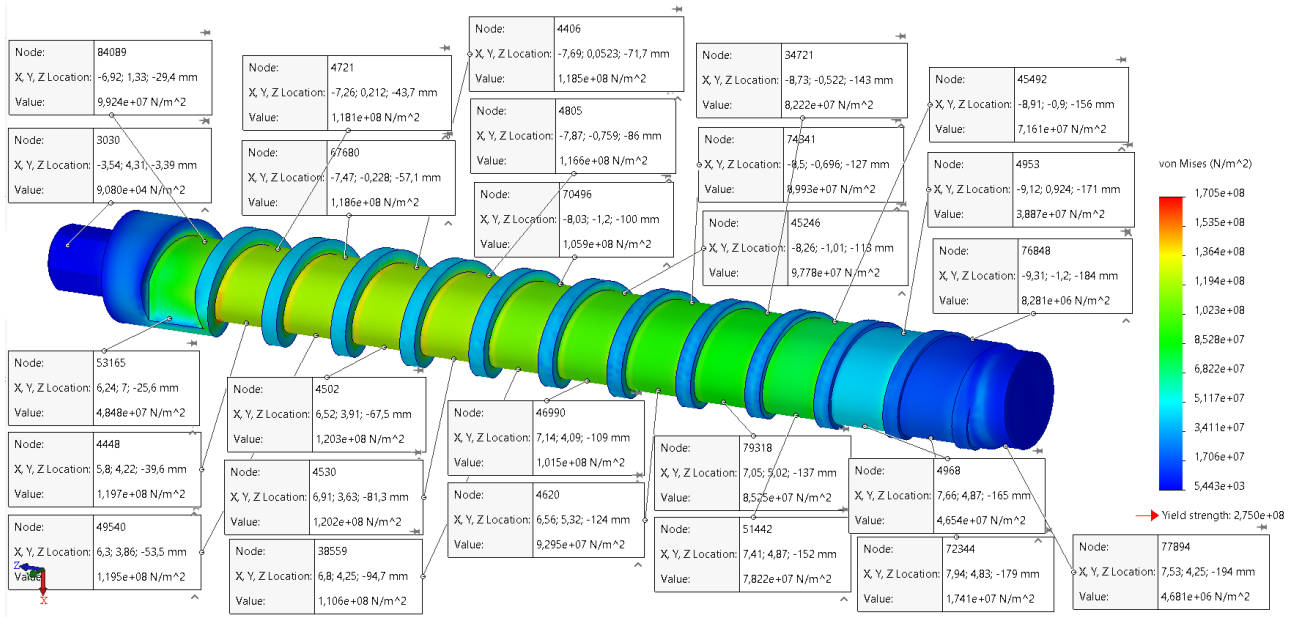 Node: 84089
X, Y, Z Location: -6,92; 1,33; -29,4 mm
Value: 9,924e+07 N/m^2
Node: 3030
X, Y, Z Location: -3,54; 4,31; -3,39 mm
Value: 9,080e+04 N/m^2
Node: 4721
X, Y, Z Location: -7,26; 0,212; -43,7 mm
Value: 1,181e+08 N/m^2
Node: 67680
X, Y, Z Location: -7,47; -0,228; -57,1 mm
Value: 1,186e+08 N/m^2
Node: 4406
X, Y, Z Location: -7,69; 0,0523; -71,7 mm
Value: 1,185e+08 N/m^2
Node: 4805
X, Y, Z Location: -7,87; -0,759; -86 mm
Value: 1,166e+08 N/m^2
Node: 70496
X, Y, Z Location: -8,03; -1,2; -100 mm
Value: 1,059e+08 N/m^2
Node: 34721
X, Y, Z Location: -8,73; -0,522; -143 mm
Value: 8,222e+07 N/m^2
Node: 74341
X, Y, Z Location: -8,5; -0,696; -127 mm
Value: 8,993e+07 N/m^2
Node: 45246
X, Y, Z Location: -8,26; -1,01; -113 mm
Value: 9,778e+07 N/m^2
Node: 45492
X, Y, Z Location: -8,91; -0,9; -156 mm
Value: 7,161e+07 N/m^2
Node: 4953
X, Y, Z Location: -9,12; 0,924; -171 mm
Value: 3,887e+07 N/m^2
Node: 76848
X, Y, Z Location: -9,31; -1,2; -184 mm
Value: 8,281e+06 N/m^2
von Mises (N/m^2)
1,705e+08
1,535e+08
1,364e+08
1,194e+08
1,023e+08
8,528e+07
6,822e+07
5,117e+07
3,411e+07
1,706e+07
5,443e+03
Yield strength: 2,750e+08
Node: 53165
X, Y, Z Location: 6,24; 7; -25,6 mm
Value: 4,848e+07 N/m^2
Node: 4448
X, Y, Z Location: 5,8; 4,22; -39,6 mm
Value: 1,197e+08 N/m^2
Node: 49540
X, Y, Z Location: 6,3; 3,86; -53,5 mm
Value: 1,195e+08 N/m^2
Z
X
Node: 4502
X, Y, Z Location: 6,52; 3,91; -67,5 mm
Value: 1,203e+08 N/m^2
Node: 4530
X, Y, Z Location: 6,91; 3,63; -81,3 mm
Value: 1,202e+08 N/m^2
Node: 38559
X, Y, Z Location: 6,8; 4,25; -94,7 mm
Value: 1,106e+08 N/m^2
Node: 46990
X, Y, Z Location: 7,14; 4,09; -109 mm
Value: 1,015e+08 N/m^2
Node: 4620
X, Y, Z Location: 6,56; 5,32; -124 mm
Value: 9,295e+07 N/m^2
Node: 79318
X, Y, Z Location: 7,05; 5,02; -137 mm
Value: 8,525e+07 N/m^2
Node: 51442
X, Y, Z Location: 7,41; 4,87; -152 mm
Value: 7,822e+07 N/m^2
Node: 4968
X, Y, Z Location: 7,66; 4,87; -165 mm
Value: 4,654e+07 N/m^2
Node: 72344
X, Y, Z Location: 7,94; 4,83; -179 mm
Value: 1,741e+07 N/m^2
Node: 77894
X, Y, Z Location: 7,53; 4,25; -194 mm
Value: 4,681e+06 N/m^2